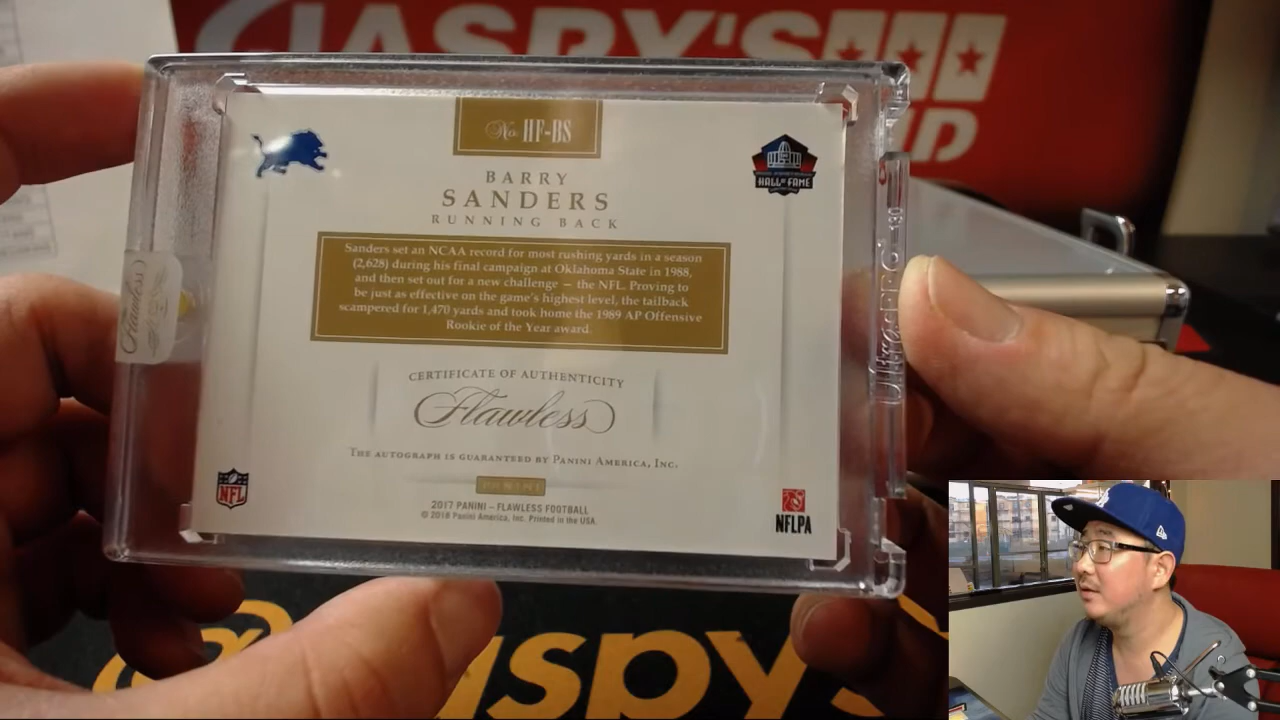 JASPY'S
No. HF-BS
HALL OF FAME
BARRY
SANDERS
RUNNING BACK
Sanders set an NCAA record for most rushing yards in a season
(2,628) during his final campaign at Oklahoma State in 1988,
and then set out for a new challenge – the NFL. Proving to
be just as effective on the game's highest level, the tailback
scampered for 1,470 yards and took home the 1989 AP Offensive
Rookie of the Year award.
Flawless
CERTIFICATE OF AUTHENTICITY
Flawless
THE AUTOGRAPH IS GUARANTEED BY PANINI AMERICA, INC.
NFL
2017 PANINI – FLAWLESS FOOTBALL
© 2018 Panini America, Inc. Printed in the USA.
NFLPA
UltraPRO 130
Jaspy's